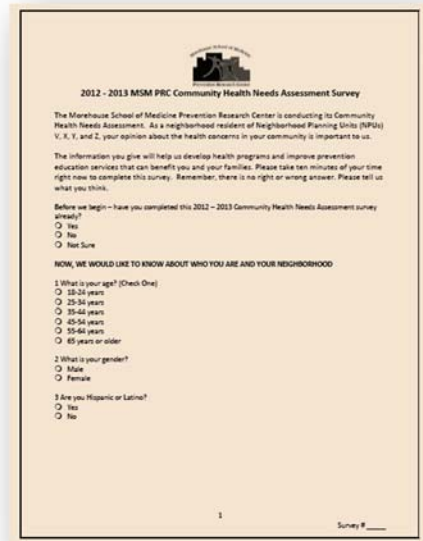 Morehouse School of Medicine
Prevention Research Center
2012 - 2013 MSM PRC Community Health Needs Assessment Survey
The Morehouse School of Medicine Prevention Research Center is conducting its Community
Health Needs Assessment. As a neighborhood resident of Neighborhood Planning Units (NPUs)
V, X, Y, and Z, your opinion about the health concerns in your community is important to us.
The information you give will help us develop health programs and improve prevention
education services that can benefit you and your families. Please take ten minutes of your time
right now to complete this survey. Remember, there is no right or wrong answer. Please tell us
what you think.
Before we begin – have you completed this 2012 – 2013 Community Health Needs Assessment survey
already?
Yes
No
Not Sure
NOW, WE WOULD LIKE TO KNOW ABOUT WHO YOU ARE AND YOUR NEIGHBORHOOD
1 What is your age? (Check One)
18-24 years
25-34 years
35-44 years
45-54 years
55-64 years
65 years or older
2 What is your gender?
Male
Female
3 Are you Hispanic or Latino?
Yes
No
1
Survey # ____